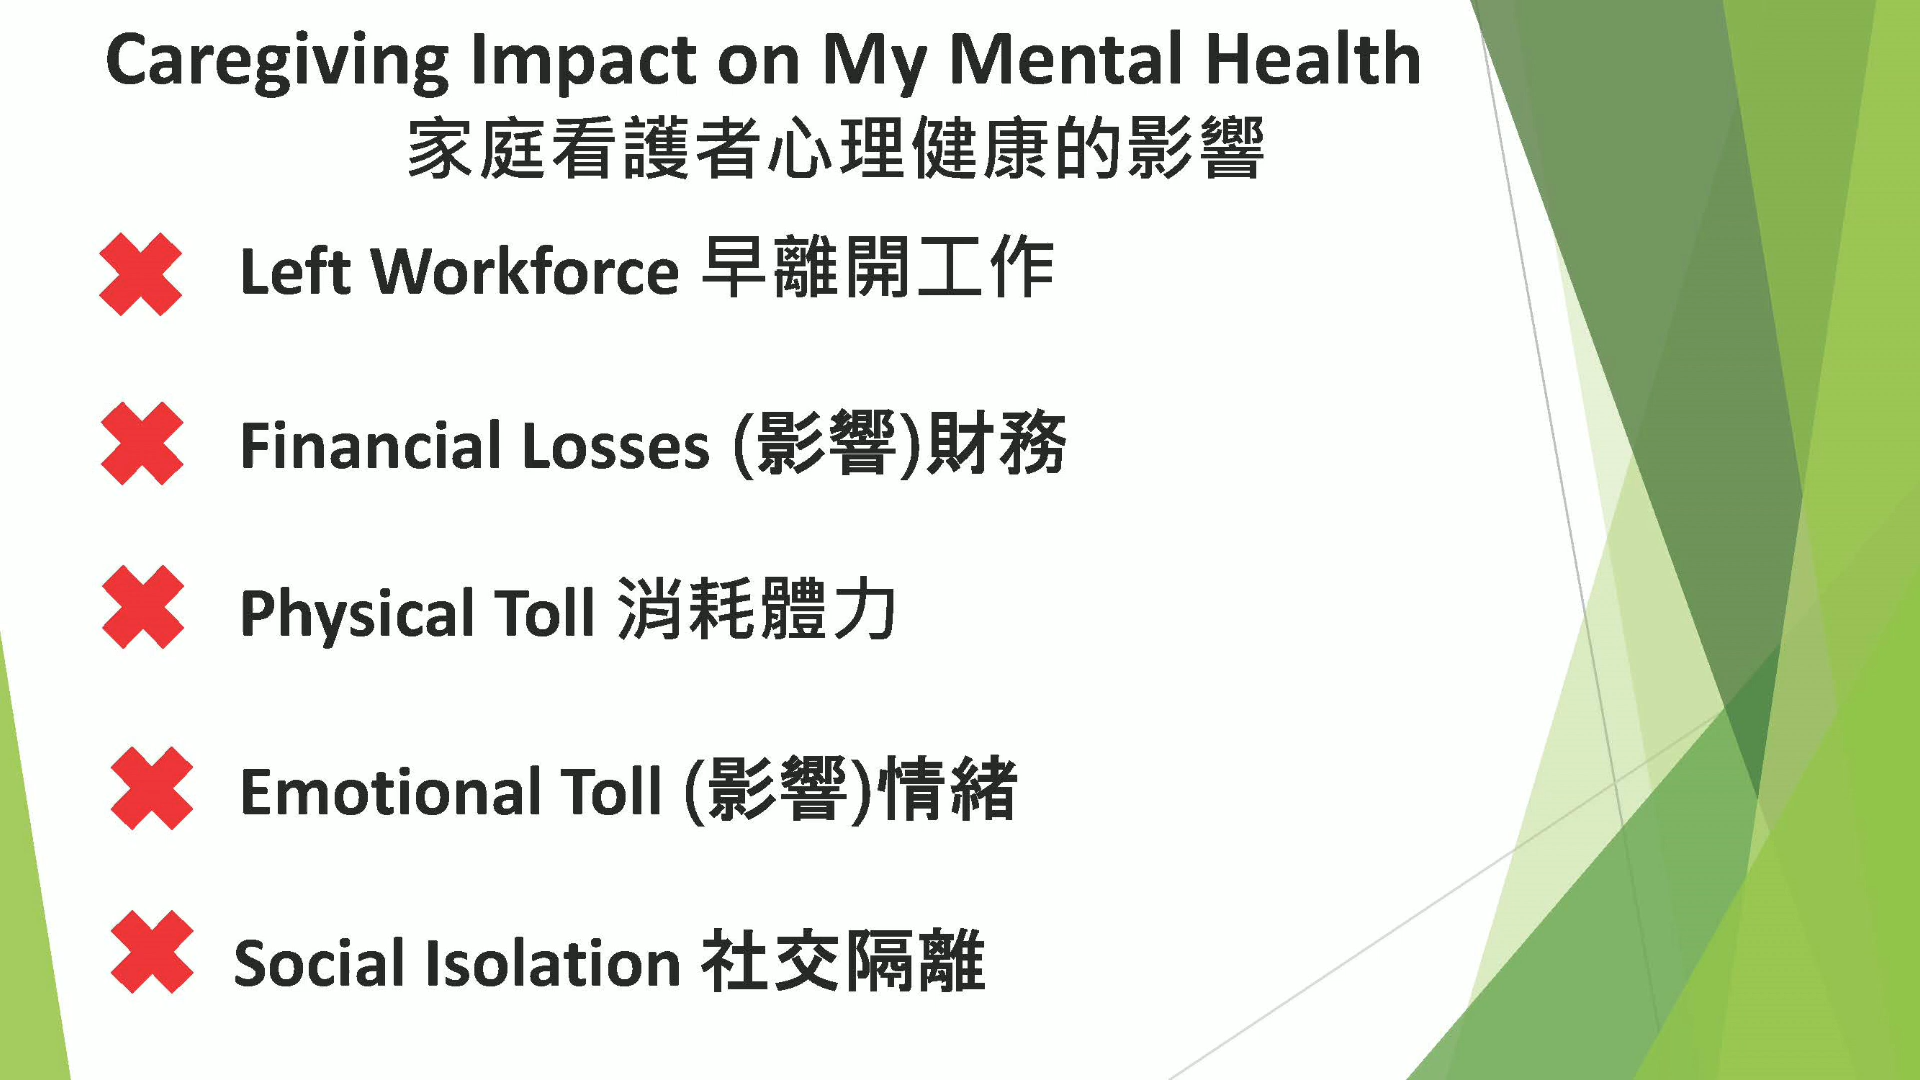 Caregiving Impact on My Mental Health
家庭看護者心理健康的影響
Left Workforce 早離開工作
Financial Losses (影響)財務
Physical Toll 消耗體力
Emotional Toll (影響)情緒
Social Isolation 社交隔離